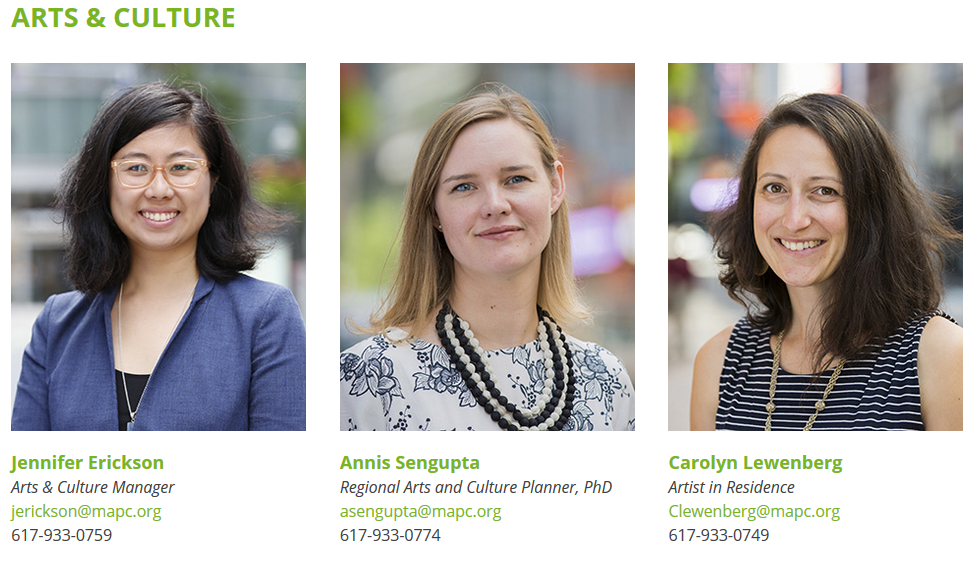 ARTS & CULTURE
Jennifer Erickson
Arts & Culture Manager
jerickson@mapc.org
617-933-0759
Annis Sengupta
Regional Arts and Culture Planner, PhD
asengupta@mapc.org
617-933-0774
Carolyn Lewenberg
Artist in Residence
Clewenberg@mapc.org
617-933-0749